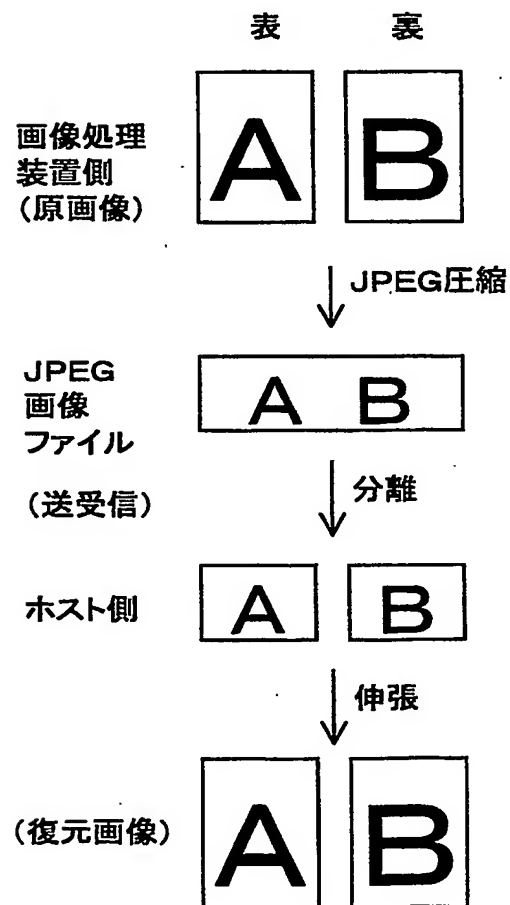 表 裏
画像処理
装置側
(原画像)
A B
JPEG圧縮
JPEG
画像
ファイル
A B
(送受信)
分離
ホスト側
A B
伸張
(復元画像)
A B